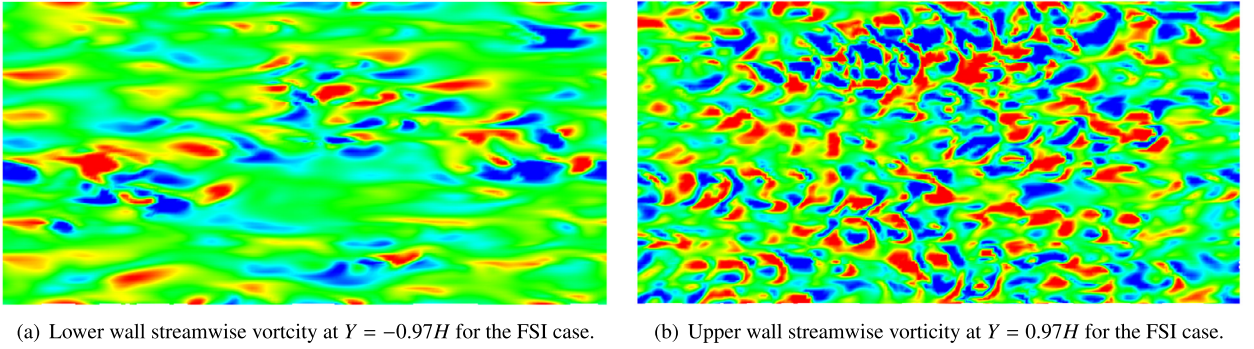 (a) Lower wall streamwise vortcity at Y = −0.97H for the FSI case.
(b) Upper wall streamwise vorticity at Y = 0.97H for the FSI case.